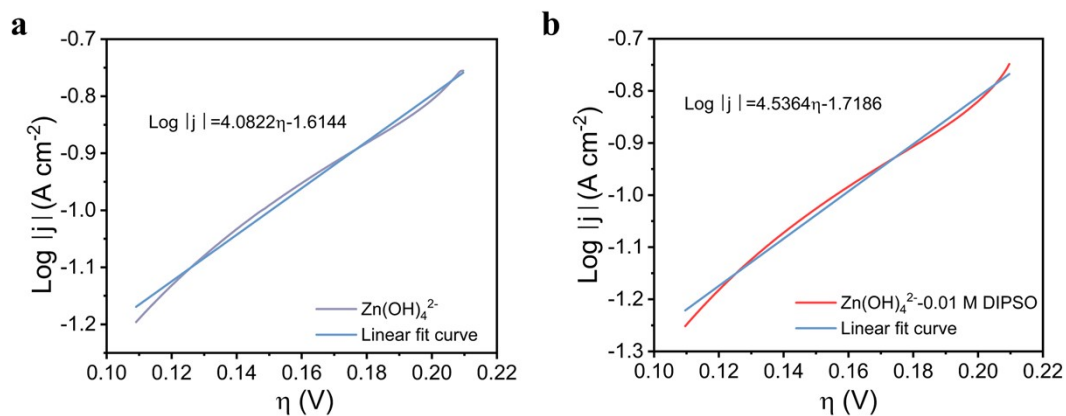 a
Log |j| (A cm⁻²)
-0.7
-0.8
-0.9
-1.0
-1.1
-1.2
Log |j|=4.0822η-1.6144
Zn(OH)₄²⁻
Linear fit curve
0.10 0.12 0.14 0.16 0.18 0.20 0.22
η (V)
b
Log |j| (A cm⁻²)
-0.7
-0.8
-0.9
-1.0
-1.1
-1.2
-1.3
Log |j|=4.5364η-1.7186
Zn(OH)₄²⁻-0.01 M DIPSO
Linear fit curve
0.10 0.12 0.14 0.16 0.18 0.20 0.22
η (V)